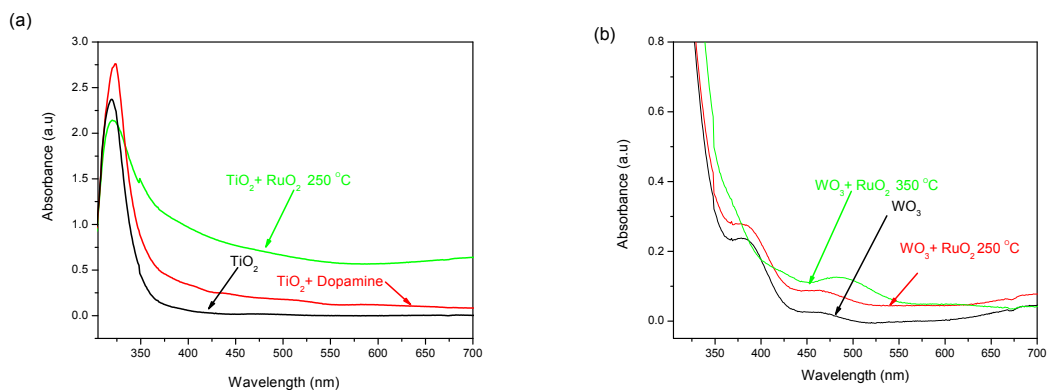 (a)
3.0
2.5
2.0
1.5
1.0
0.5
0.0
Absorbance (a.u)
TiO₂+ RuO₂ 250 °C
TiO₂
TiO₂+ Dopamine
350 400 450 500 550 600 650 700
Wavelength (nm)
(b)
0.8
0.6
0.4
0.2
0.0
Absorbance (a.u)
WO₃+ RuO₂ 350 °C
WO₃
WO₃+ RuO₂ 250 °C
350 400 450 500 550 600 650 700
Wavelength (nm)